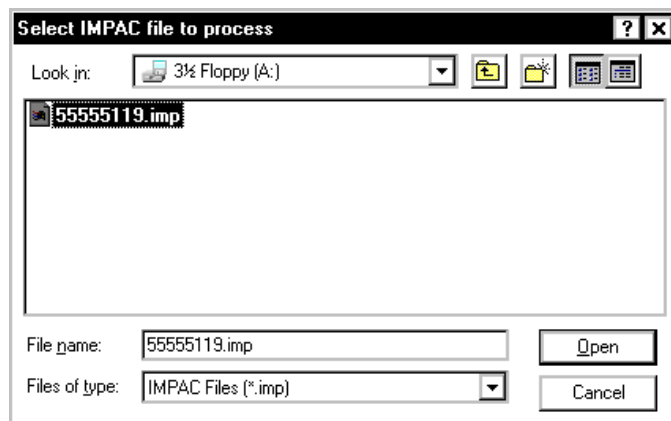 Select IMPAC file to process
Look in: 3½ Floppy (A:)
55555119.imp
File name: 55555119.imp Open
Files of type: IMPAC Files (*.imp) Cancel